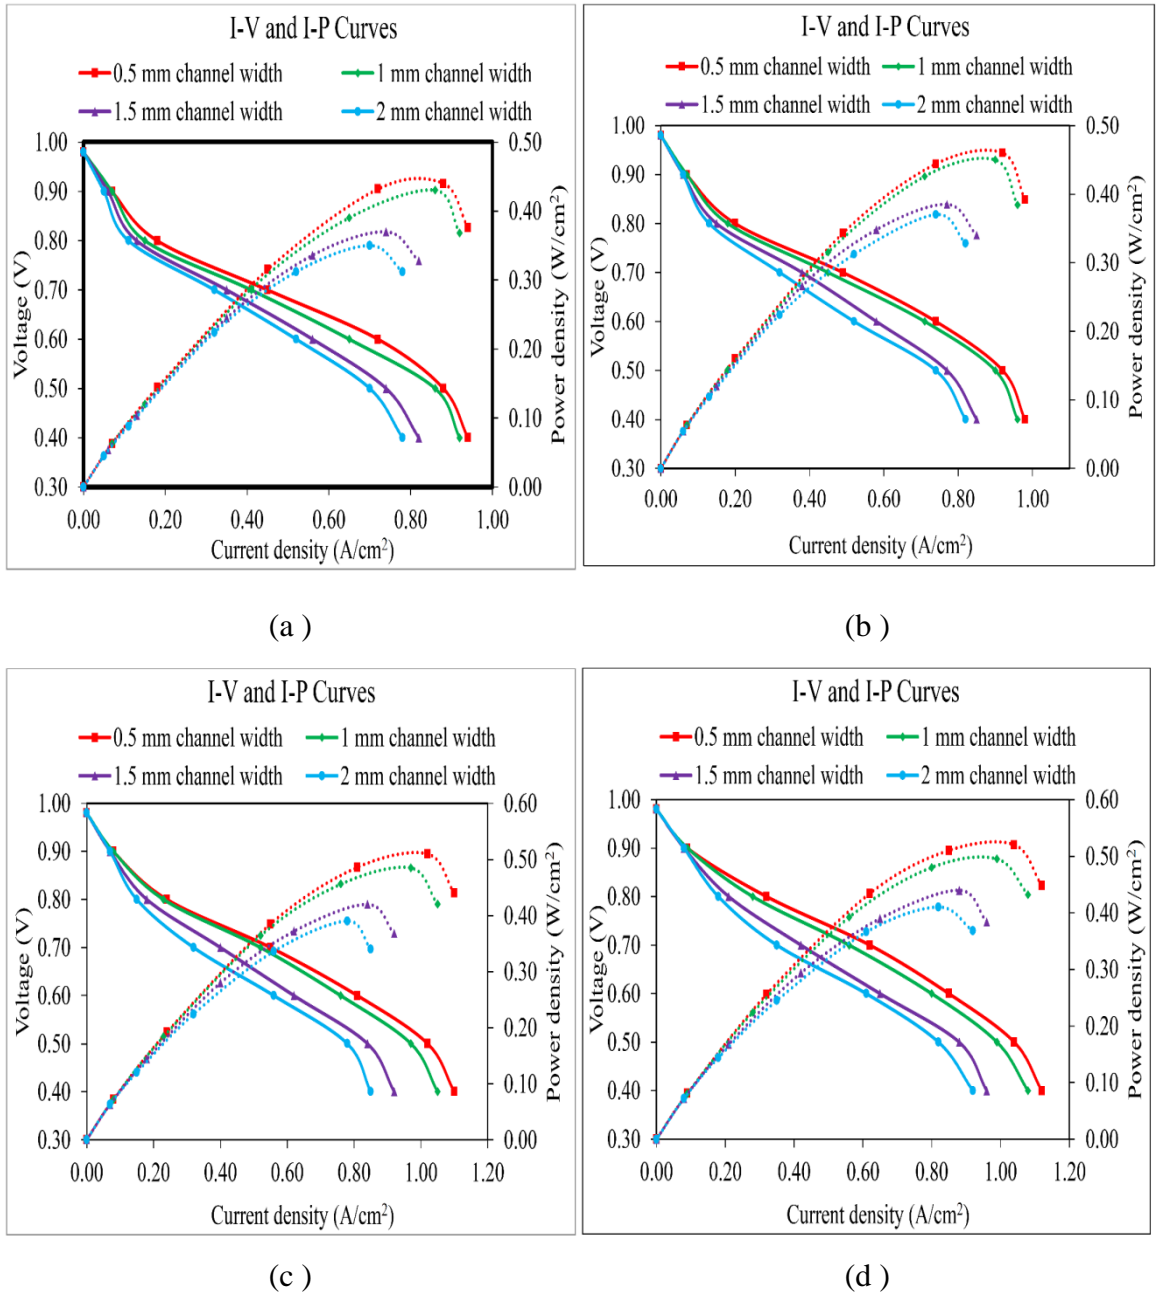 I-V and I-P Curves
0.5 mm channel width 1 mm channel width
1.5 mm channel width 2 mm channel width
1.00 0.90 0.80 0.70 0.60 0.50 0.40 0.30
Voltage (V)
0.50 0.40 0.30 0.20 0.10 0.00
Power density (W/cm²)
0.00 0.20 0.40 0.60 0.80 1.00
Current density (A/cm²)
(a )
I-V and I-P Curves
0.5 mm channel width 1 mm channel width
1.5 mm channel width 2 mm channel width
1.00 0.90 0.80 0.70 0.60 0.50 0.40 0.30
Voltage (V)
0.50 0.40 0.30 0.20 0.10 0.00
Power density (W/cm²)
0.00 0.20 0.40 0.60 0.80 1.00
Current density (A/cm²)
(b )
I-V and I-P Curves
0.5 mm channel width 1 mm channel width
1.5 mm channel width 2 mm channel width
1.00 0.90 0.80 0.70 0.60 0.50 0.40 0.30
Voltage (V)
0.60 0.50 0.40 0.30 0.20 0.10 0.00
Power density (W/cm²)
0.00 0.20 0.40 0.60 0.80 1.00 1.20
Current density (A/cm²)
(c )
I-V and I-P Curves
0.5 mm channel width 1 mm channel width
1.5 mm channel width 2 mm channel width
1.00 0.90 0.80 0.70 0.60 0.50 0.40 0.30
Voltage (V)
0.60 0.50 0.40 0.30 0.20 0.10 0.00
Power density (W/cm²)
0.00 0.20 0.40 0.60 0.80 1.00 1.20
Current density (A/cm²)
(d )